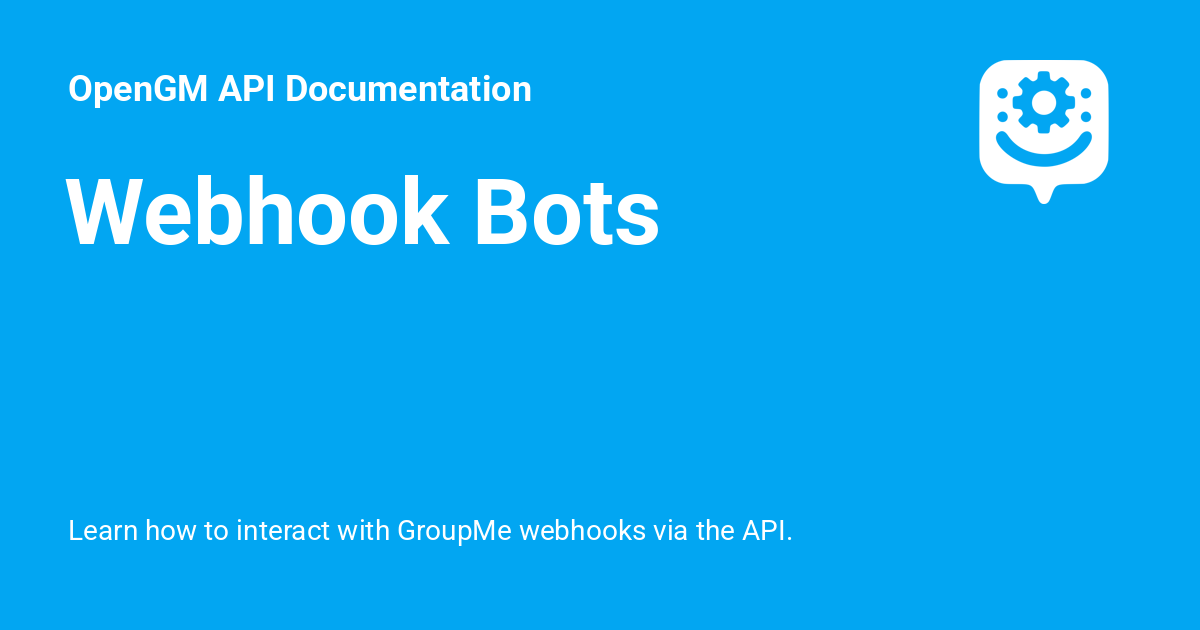 OpenGM API Documentation
Webhook Bots
Learn how to interact with GroupMe webhooks via the API.